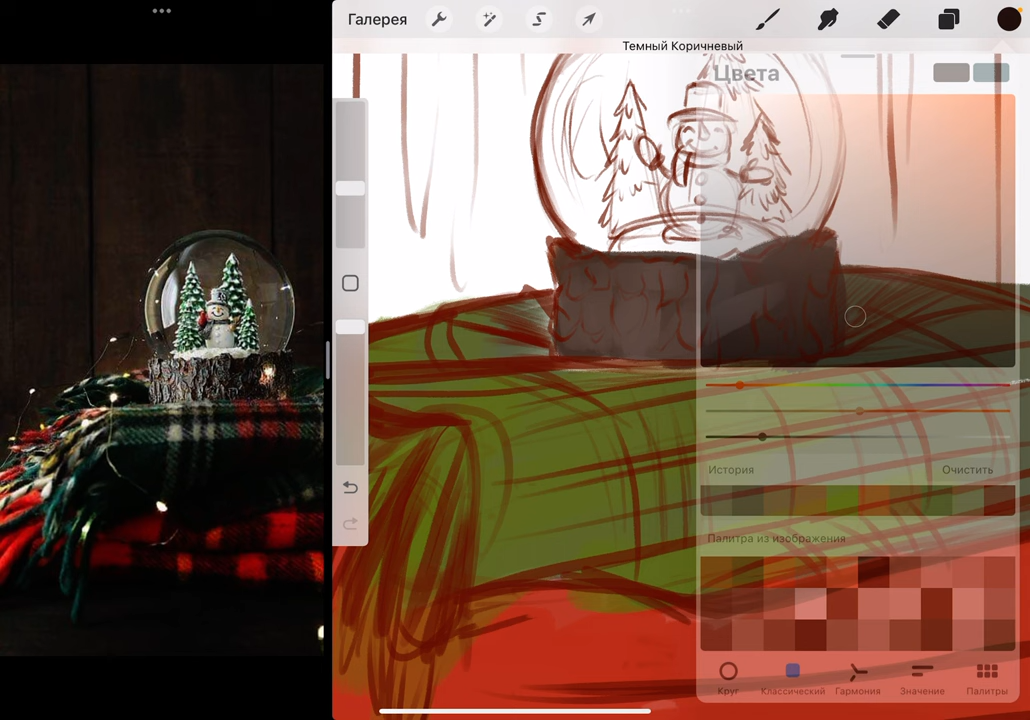 Галерея
Темный Коричневый
Цвета
История
Очистить
Палитра из изображения
Круг
Классический
Гармония
Значение
Палитры